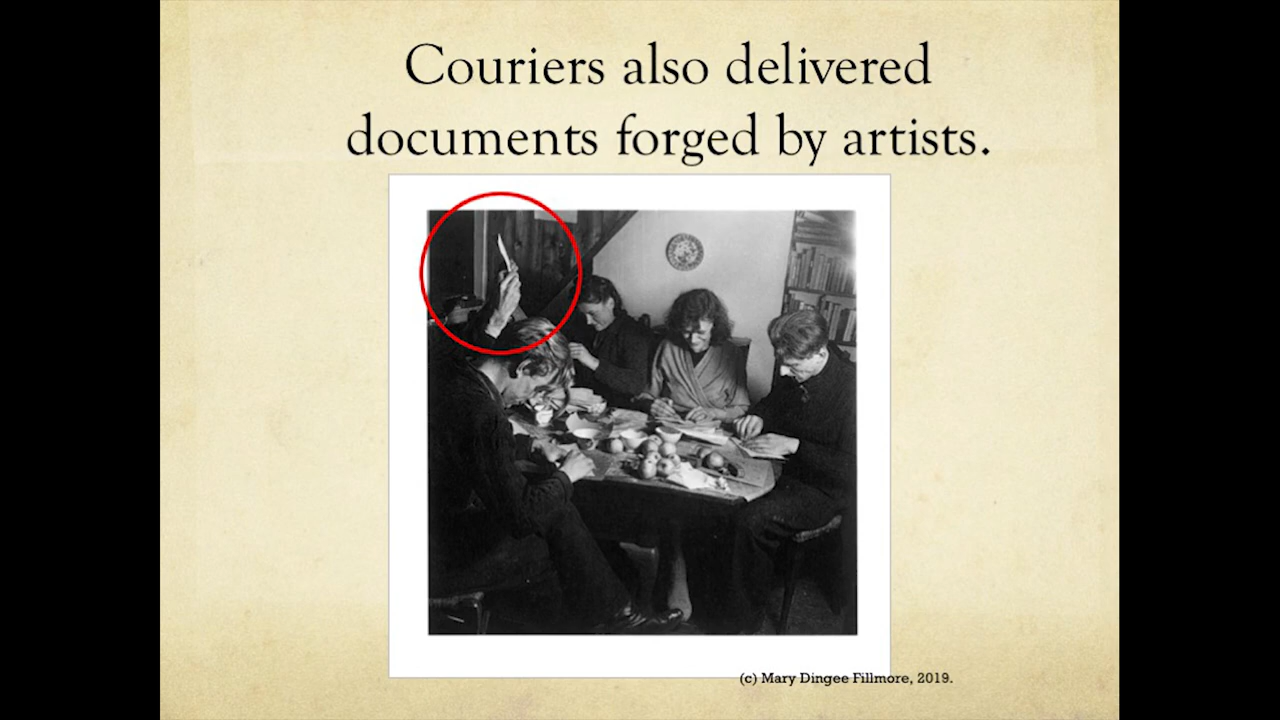 Couriers also delivered
documents forged by artists.
(c) Mary Dingee Fillmore, 2019.